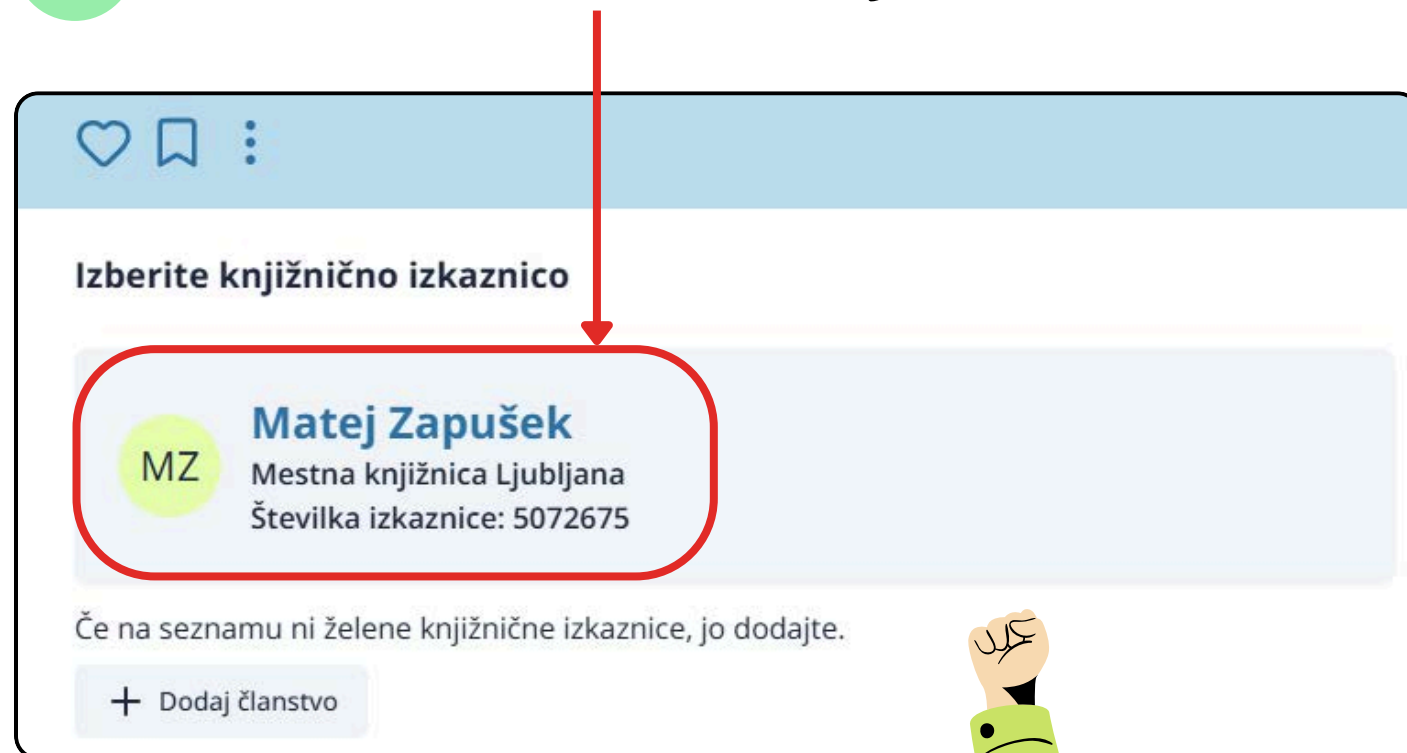 Izberite knjižnično izkaznico
MZ
Matej Zapušek
Mestna knjižnica Ljubljana
Številka izkaznice: 5072675
Če na seznamu ni želene knjižnične izkaznice, jo dodajte.
+ Dodaj članstvo